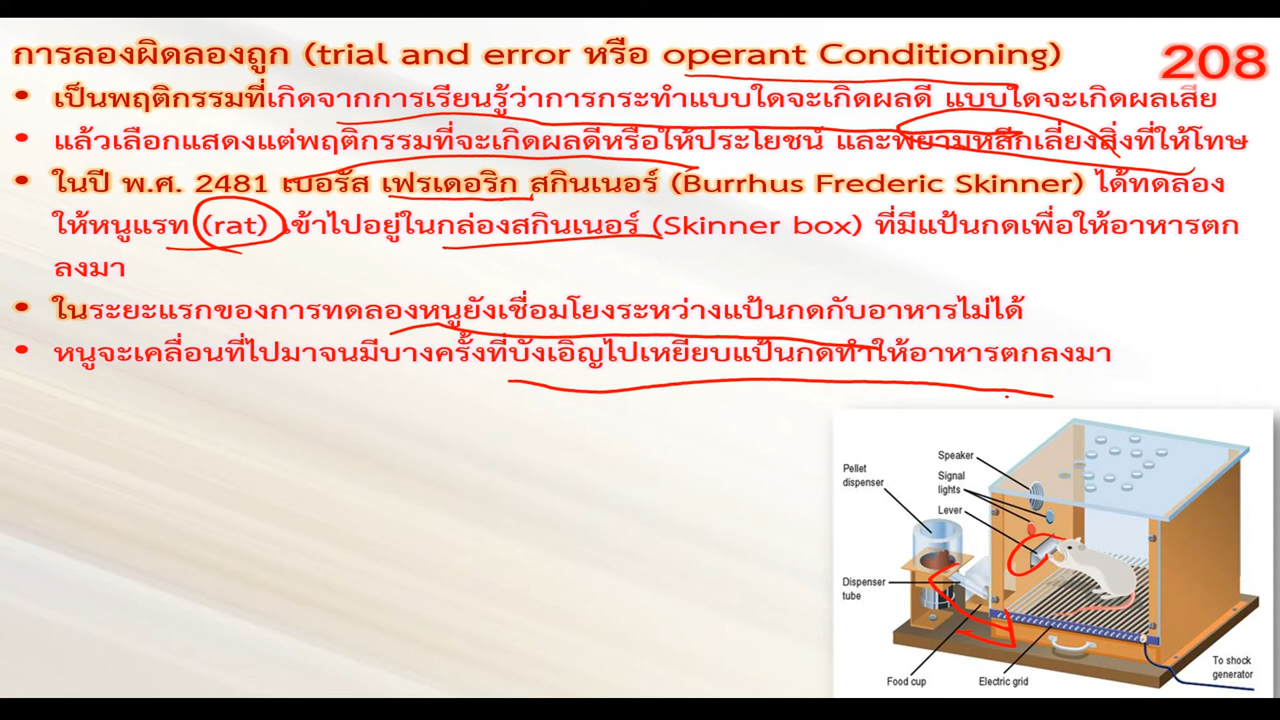 การลองผิดลองถูก (trial and error หรือ operant Conditioning)
208
• เป็นพฤติกรรมที่เกิดจากการเรียนรู้ว่าการกระทำแบบใดจะเกิดผลดี แบบใดจะเกิดผลเสีย
• แล้วเลือกแสดงแต่พฤติกรรมที่จะเกิดผลดีหรือให้ประโยชน์ และพยามหลีกเลี่ยงสิ่งที่ให้โทษ
• ในปี พ.ศ. 2481 เบอรัส เฟรเดอริก สกินเนอร์ (Burrhus Frederic Skinner) ได้ทดลอง
ให้หนูแรท (rat) เข้าไปอยู่ในกล่องสกินเนอร์ (Skinner box) ที่มีแป้นกดเพื่อให้อาหารตก
ลงมา
• ในระยะแรกของการทดลองหนูยังเชื่อมโยงระหว่างแป้นกดกับอาหารไม่ได้
• หนูจะเคลื่อนที่ไปมาจนมีบางครั้งที่บังเอิญไปเหยียบแป้นกดทำให้อาหารตกลงมา
Speaker
Pellet
dispenser
Signal
lights
Lever
Dispenser
tube
Food cup
Electric grid
To shock
generator